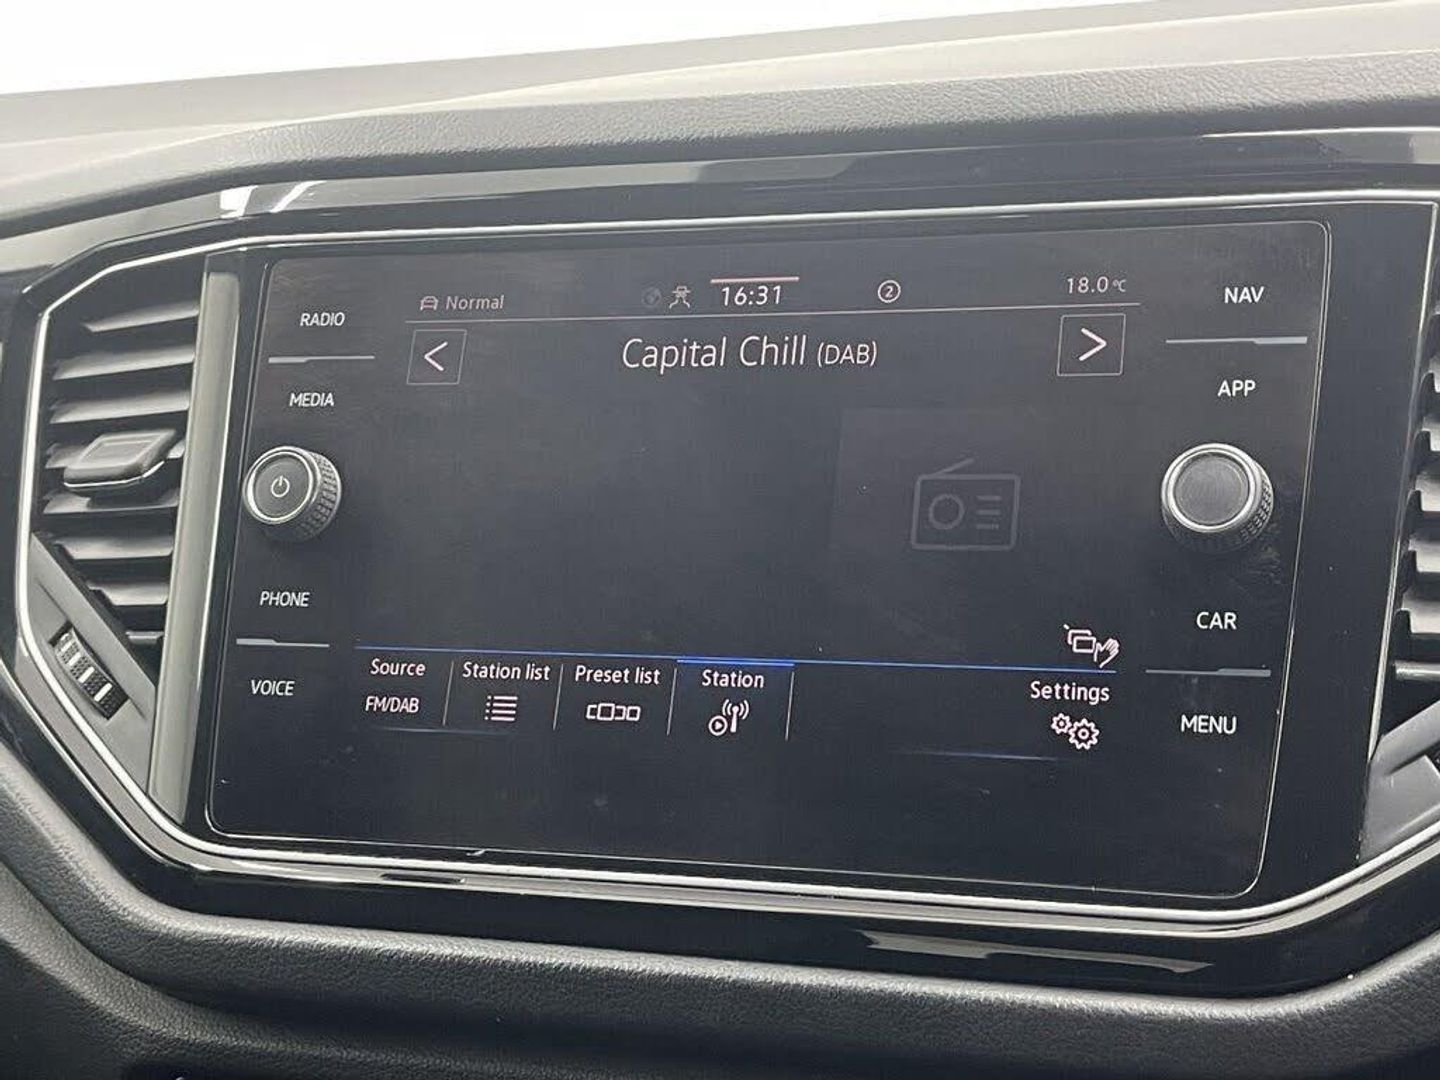 RADIO
Normal
16:31
2
18.0°C
NAV
Capital Chill (DAB)
MEDIA
APP
PHONE
CAR
VOICE
Source
Station list
Preset list
Station
Settings
FM/DAB
MENU